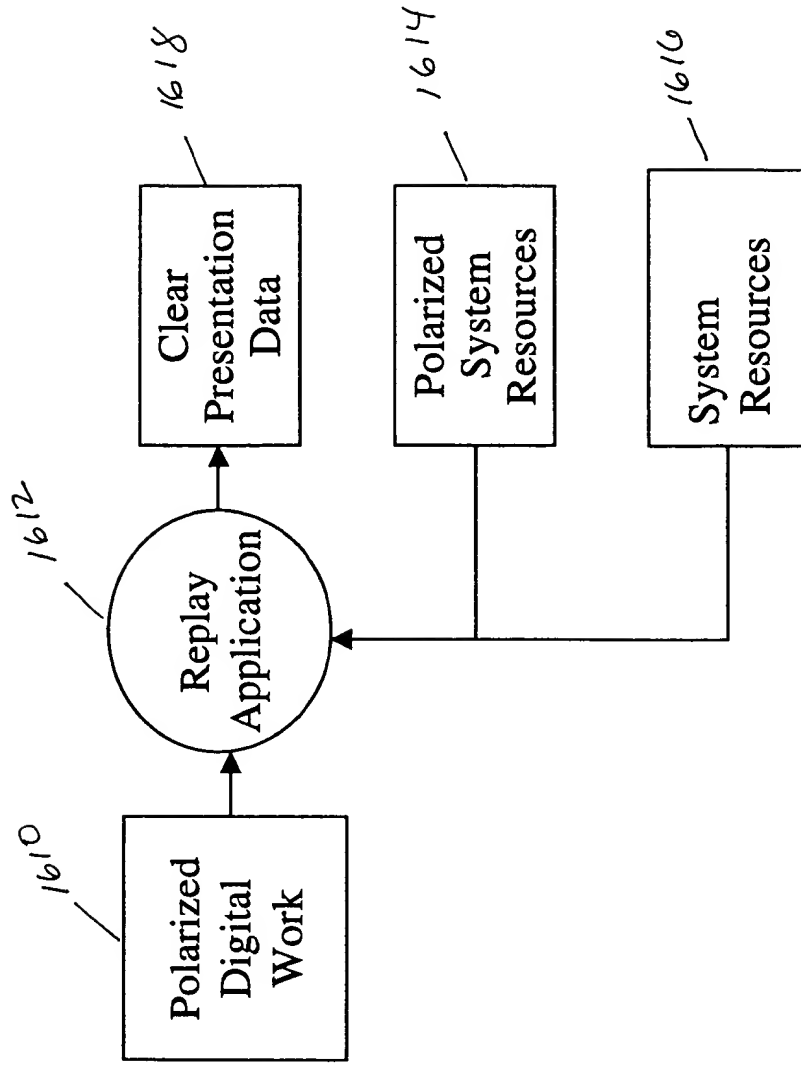 1610
Polarized
Digital
Work
1612
Replay
Application
1618
Clear
Presentation
Data
1614
Polarized
System
Resources
1616
System
Resources